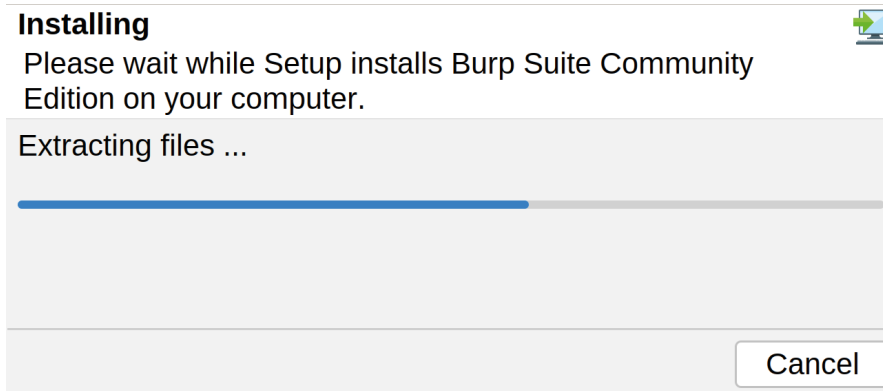 Installing
Please wait while Setup installs Burp Suite Community
Edition on your computer.
Extracting files ...
Cancel